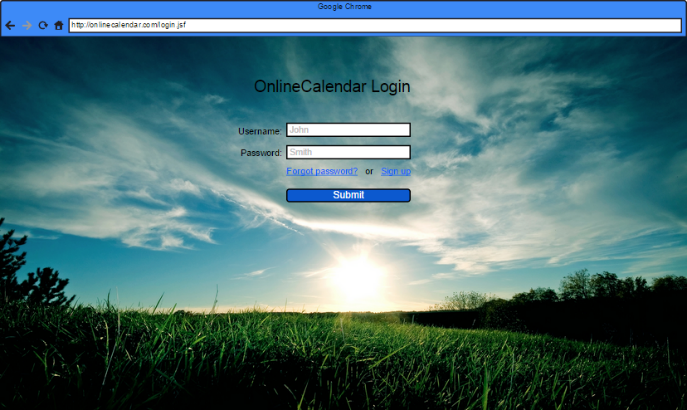 Google Chrome
http://onlinecalendar.com/login.jsf
OnlineCalendar Login
Username: John
Password: Smith
Forgot password? or Sign up
Submit